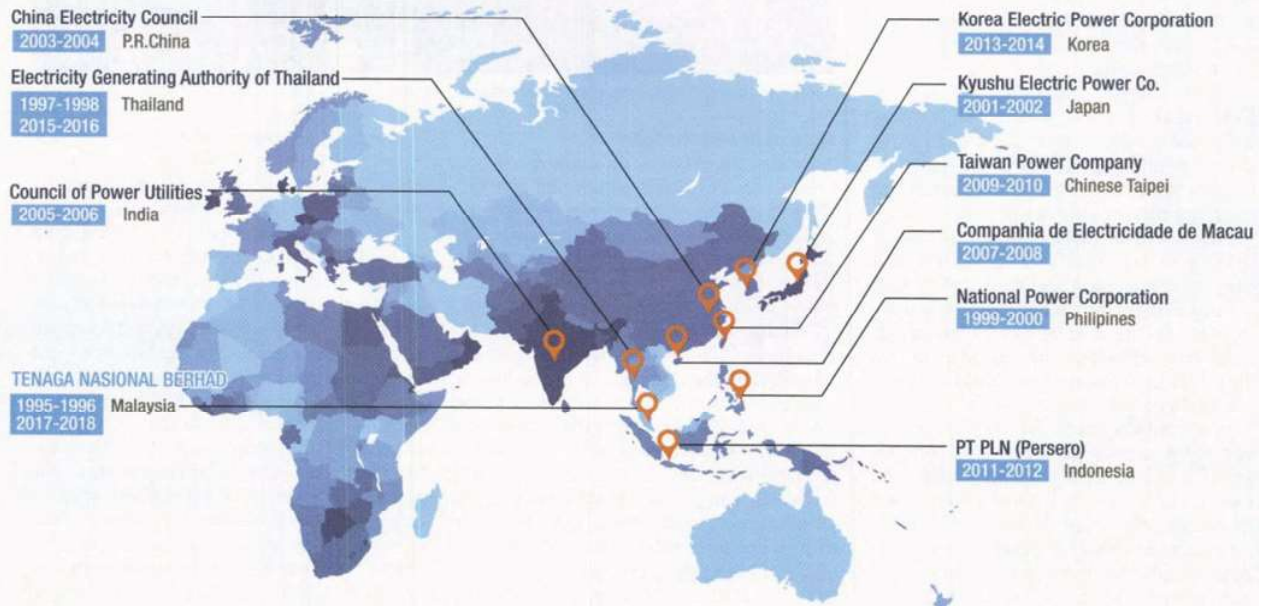 China Electricity Council
2003-2004 P.R.China
Electricity Generating Authority of Thailand
1997-1998 Thailand
2015-2016
Council of Power Utilities
2005-2006 India
TENAGA NASIONAL BERHAD
1995-1996 Malaysia
2017-2018
Korea Electric Power Corporation
2013-2014 Korea
Kyushu Electric Power Co.
2001-2002 Japan
Taiwan Power Company
2009-2010 Chinese Taipei
Companhia de Electricidade de Macau
2007-2008
National Power Corporation
1999-2000 Philipines
PT PLN (Persero)
2011-2012 Indonesia